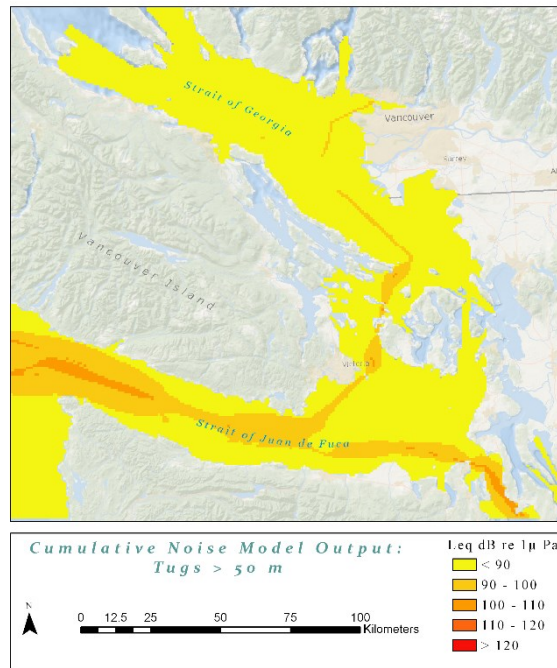 Strait of Georgia
Vancouver
Vancouver Island
Victoria
Strait of Juan de Fuca
Cumulative Noise Model Output:
Tugs > 50 m
N
0 12.5 25 50 75 100
Kilometers
Leq dB re 1µ Pa
< 90
90 - 100
100 - 110
110 - 120
> 120